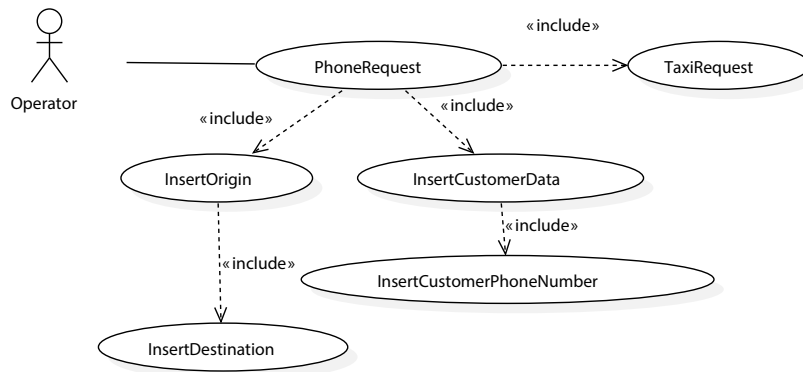 «include»
PhoneRequest
TaxiRequest
Operator
«include»
«include»
InsertOrigin
InsertCustomerData
«include»
«include»
InsertCustomerPhoneNumber
InsertDestination